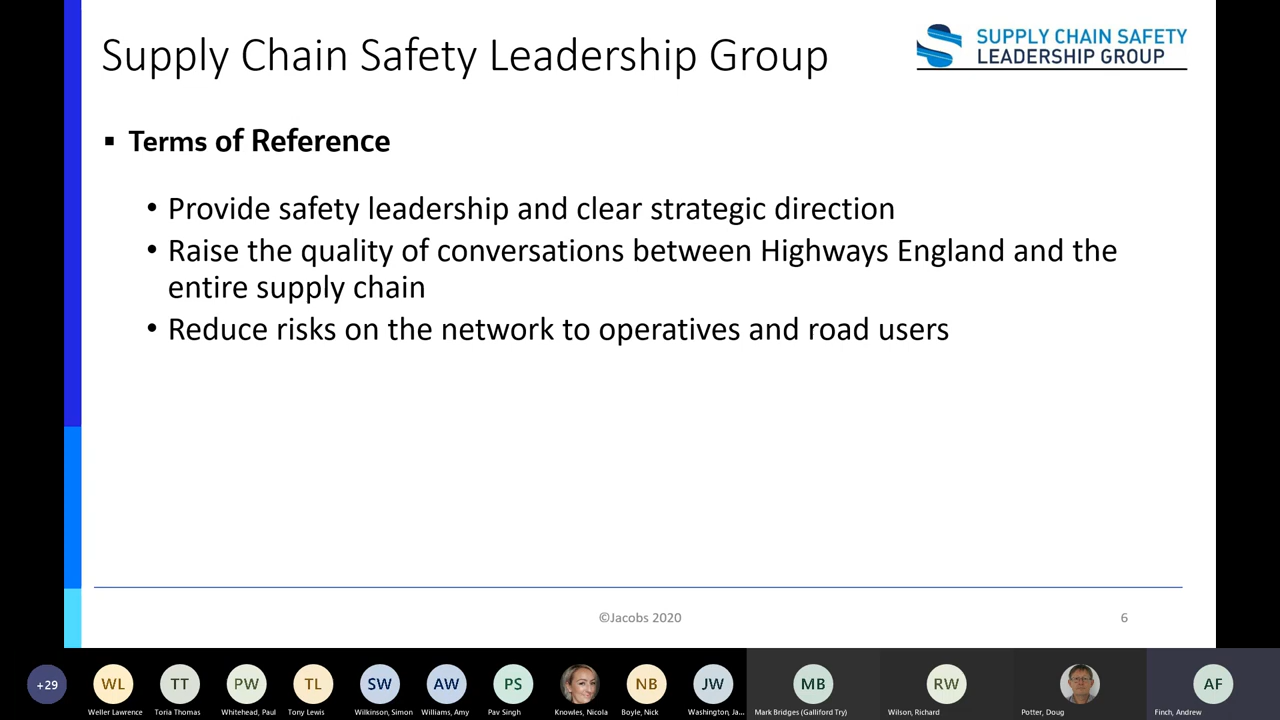 Supply Chain Safety Leadership Group
SUPPLY CHAIN SAFETY
LEADERSHIP GROUP
▪ Terms of Reference
• Provide safety leadership and clear strategic direction
• Raise the quality of conversations between Highways England and the
entire supply chain
• Reduce risks on the network to operatives and road users
©Jacobs 2020
6
+29
WL
TT
PW
TL
SW
AW
PS
NB
JW
MB
RW
AF
Weller Lawrence
Toria Thomas
Whitehead, Paul
Tony Lewis
Wilkinson, Simon
Williams, Amy
Pav Singh
Knowles, Nicola
Boyle, Nick
Washington, Ja...
Mark Bridges (Galliford Try)
Wilson, Richard
Potter, Doug
Finch, Andrew